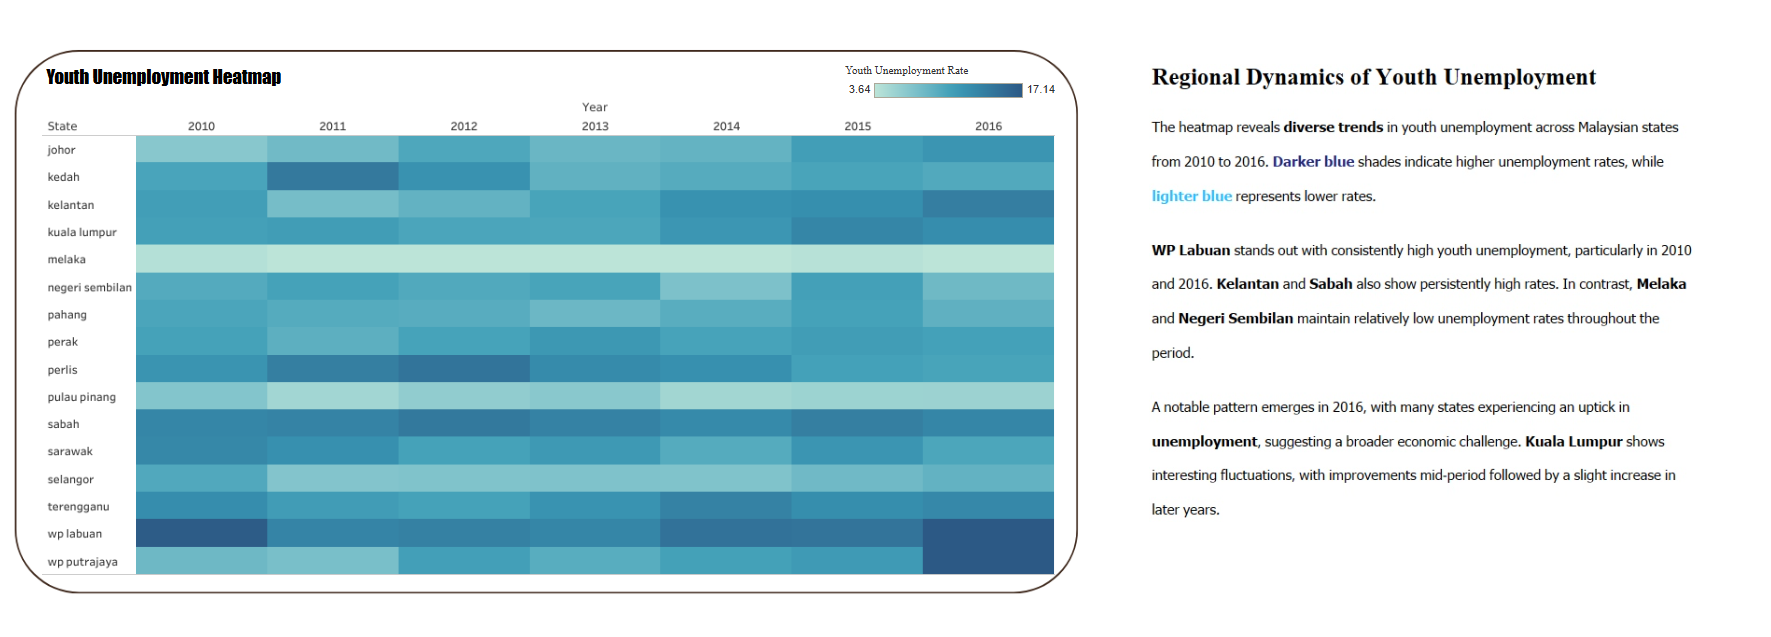 Youth Unemployment Heatmap
Youth Unemployment Rate
3.64 17.14
Year
State 2010 2011 2012 2013 2014 2015 2016
johor
kedah
kelantan
kuala lumpur
melaka
negeri sembilan
pahang
perak
perlis
pulau pinang
sabah
sarawak
selangor
terengganu
wp labuan
wp putrajaya
Regional Dynamics of Youth Unemployment
The heatmap reveals diverse trends in youth unemployment across Malaysian states
from 2010 to 2016. Darker blue shades indicate higher unemployment rates, while
lighter blue represents lower rates.
WP Labuan stands out with consistently high youth unemployment, particularly in 2010
and 2016. Kelantan and Sabah also show persistently high rates. In contrast, Melaka
and Negeri Sembilan maintain relatively low unemployment rates throughout the
period.
A notable pattern emerges in 2016, with many states experiencing an uptick in
unemployment, suggesting a broader economic challenge. Kuala Lumpur shows
interesting fluctuations, with improvements mid-period followed by a slight increase in
later years.